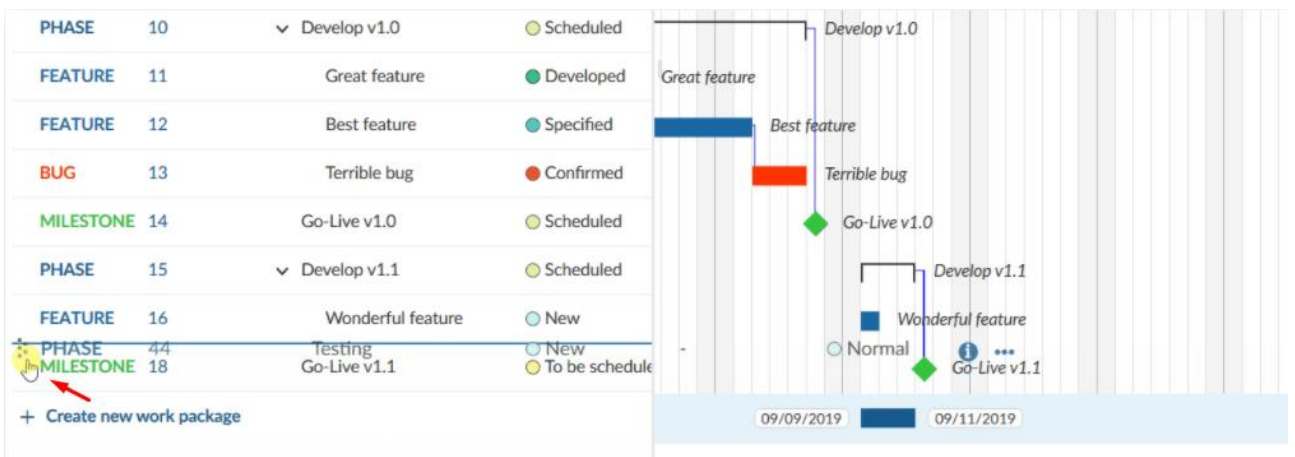 PHASE 10 Develop v1.0 Scheduled Develop v1.0
FEATURE 11 Great feature Developed Great feature
FEATURE 12 Best feature Specified Best feature
BUG 13 Terrible bug Confirmed Terrible bug
MILESTONE 14 Go-Live v1.0 Scheduled Go-Live v1.0
PHASE 15 Develop v1.1 Scheduled Develop v1.1
FEATURE 16 Wonderful feature New Wonderful feature
PHASE 44 Testing New - Normal
MILESTONE 18 Go-Live v1.1 To be schedule Go-Live v1.1
+ Create new work package 09/09/2019 09/11/2019